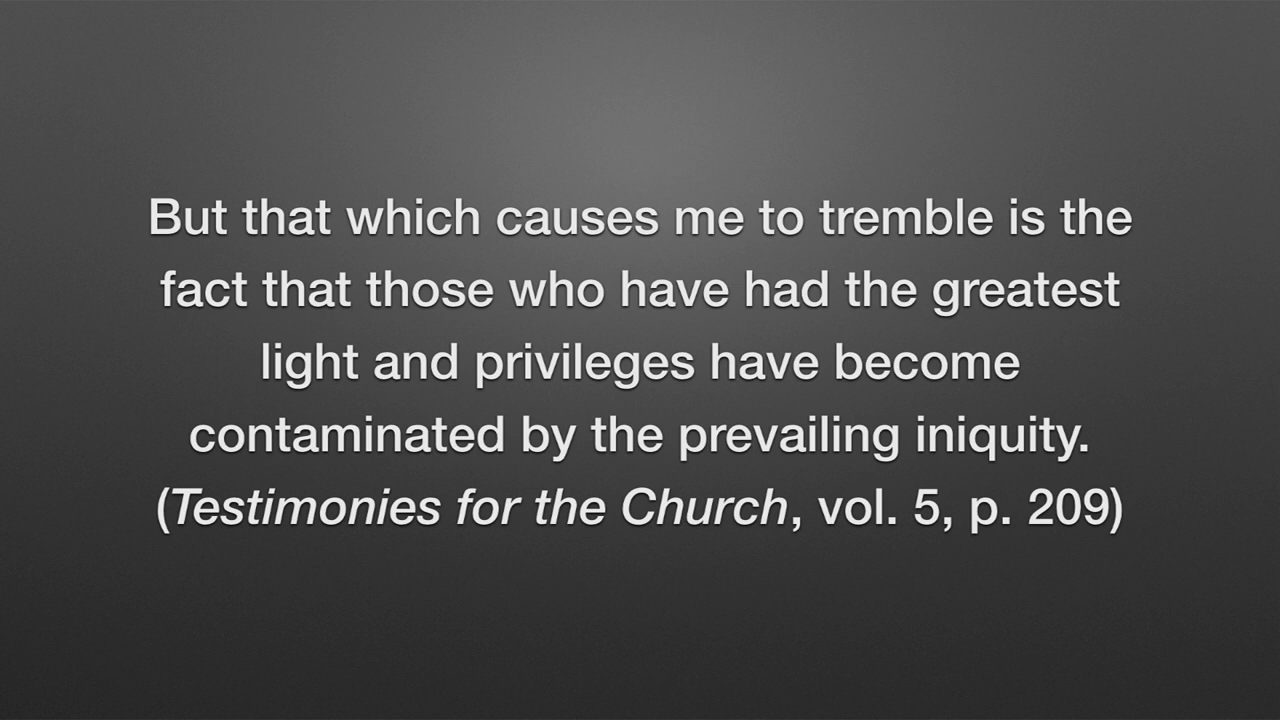 But that which causes me to tremble is the
fact that those who have had the greatest
light and privileges have become
contaminated by the prevailing iniquity.
(Testimonies for the Church, vol. 5, p. 209)